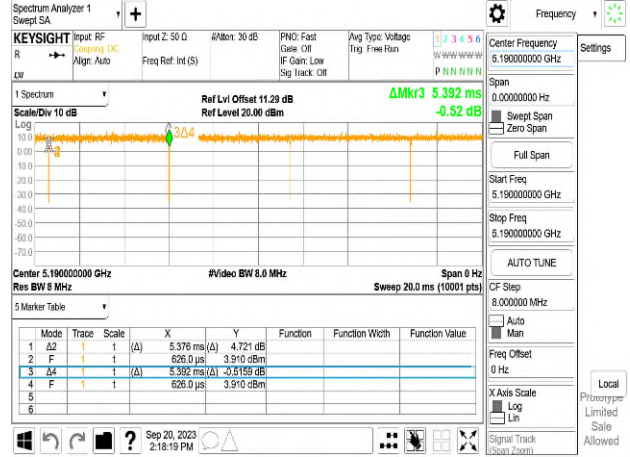 Spectrum Analyzer 1
Swept SA
Frequency
KEYSIGHT
Input: RF
Coupling: DC
Align: Auto
Input Z: 50 Ω
Freq Ref: Int (S)
#Atten: 30 dB
PNO: Fast
Gate: Off
IF Gain: Low
Sig Track: Off
Avg Type: Voltage
Trig: Free Run
1 2 3 4 5 6
W W W W W W
P N N N N N
R
1 Spectrum
Scale/Div 10 dB
Ref Lvl Offset 11.29 dB
Ref Level 20.00 dBm
ΔMkr3 5.392 ms
-0.52 dB
Log
10.0
0.00
-10.0
-20.0
-30.0
-40.0
-50.0
-60.0
-70.0
3Δ4
Center 5.190000000 GHz
Res BW 8 MHz
#Video BW 8.0 MHz
Span 0 Hz
Sweep 20.0 ms (10001 pts)
5 Marker Table
Mode Trace Scale X Y Function Function Width Function Value
1 Δ2 1 t (Δ) 5.376 ms (Δ) 4.721 dB
2 F 1 t 626.0 µs 3.910 dBm
3 Δ4 1 t (Δ) 5.392 ms (Δ) -0.5159 dB
4 F 1 t 626.0 µs 3.910 dBm
5
6
Sep 20, 2023
2:18:19 PM
Center Frequency
5.190000000 GHz
Settings
Span
0.00000000 Hz
Swept Span
Zero Span
Full Span
Start Freq
5.190000000 GHz
Stop Freq
5.190000000 GHz
AUTO TUNE
CF Step
8.000000 MHz
Auto
Man
Freq Offset
0 Hz
X Axis Scale
Log
Lin
Signal Track
(Span Zoom)
Local
Prototype
Limited
Sale
Allowed